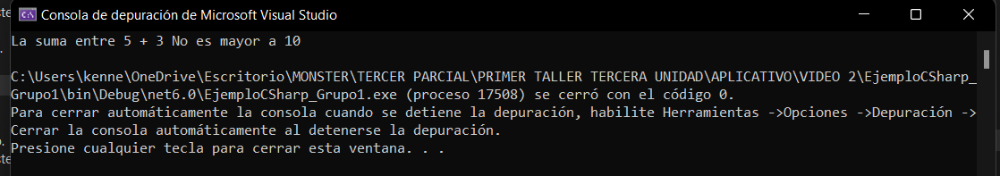 Consola de depuración de Microsoft Visual Studio
La suma entre 5 + 3 No es mayor a 10
C:\Users\kenne\OneDrive\Escritorio\MONSTER\TERCER PARCIAL\PRIMER TALLER TERCERA UNIDAD\APLICATIVO\VIDEO 2\EjemploCSharp_
Grupo1\bin\Debug\net6.0\EjemploCSharp_Grupo1.exe (proceso 17508) se cerró con el código 0.
Para cerrar automáticamente la consola cuando se detiene la depuración, habilite Herramientas ->Opciones ->Depuración ->
Cerrar la consola automáticamente al detenerse la depuración.
Presione cualquier tecla para cerrar esta ventana. . .